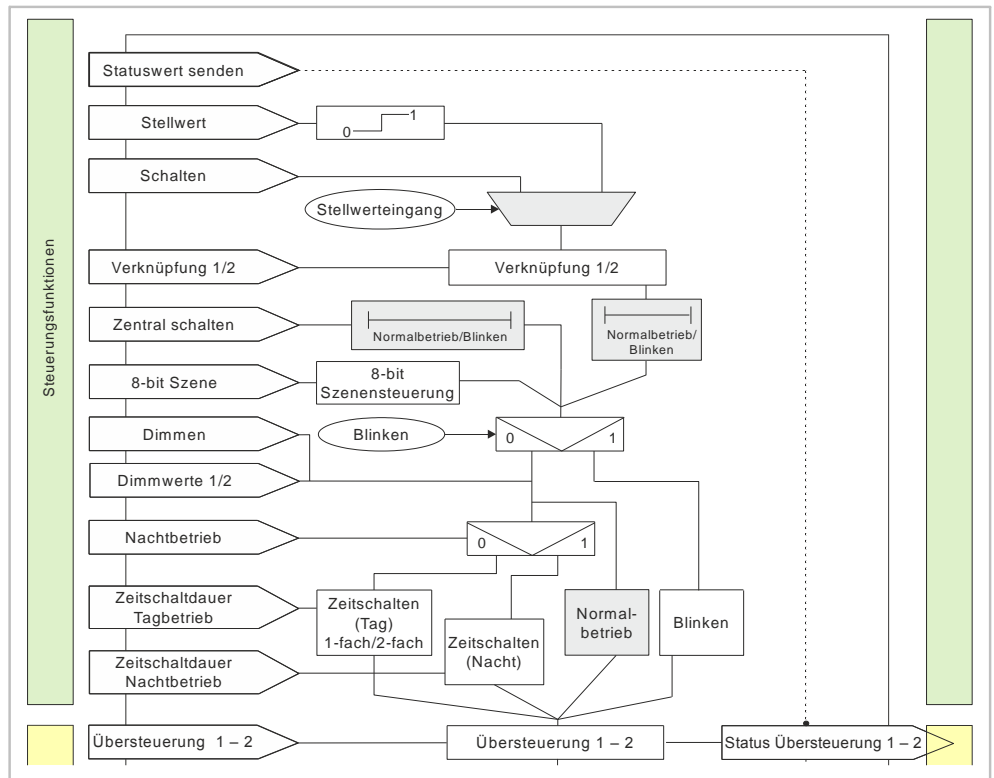 Steuerungsfunktionen
Statuswert senden
Stellwert
0
1
Schalten
Stellwerteingang
Verknüpfung 1/2
Verknüpfung 1/2
Zentral schalten
Normalbetrieb/Blinken
Normalbetrieb/
Blinken
8-bit Szene
8-bit
Szenensteuerung
Dimmen
Blinken
0
1
Dimmwerte 1/2
Nachtbetrieb
0
1
Zeitschaltdauer
Tagbetrieb
Zeitschalten
(Tag)
1-fach/2-fach
Zeitschalten
(Nacht)
Normal-
betrieb
Blinken
Zeitschaltdauer
Nachtbetrieb
Übersteuerung 1 – 2
Übersteuerung 1 – 2
Status Übersteuerung 1 – 2